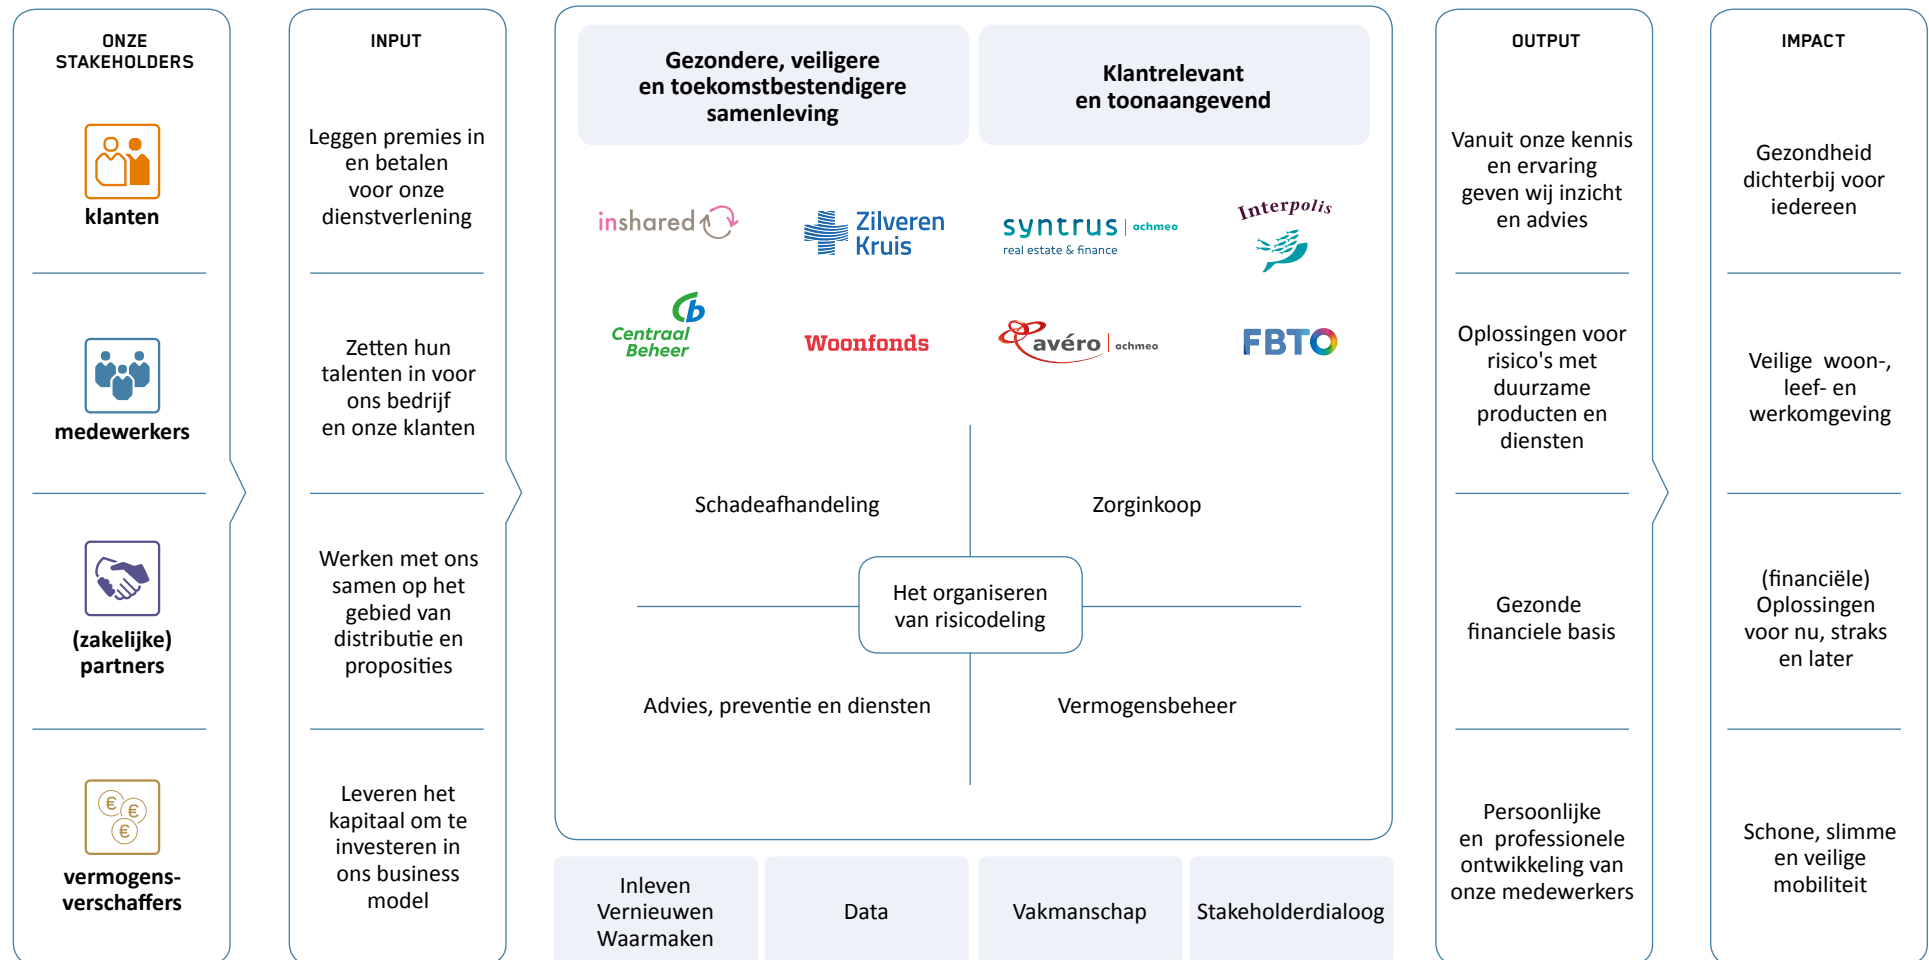 ONZE
STAKEHOLDERS
klanten
medewerkers
(zakelijke)
partners
vermogens-
verschaffers
INPUT
Leggen premies in
en betalen
voor onze
dienstverlening
Zetten hun
talenten in voor
ons bedrijf
en onze klanten
Werken met ons
samen op het
gebied van
distributie en
proposities
Leveren het
kapitaal om te
investeren in
ons business
model
Gezondere, veiligere
en toekomstbestendigere
samenleving
Klantrelevant
en toonaangevend
inshared
Zilveren
Kruis
syntrus | achmea
real estate & finance
Interpolis
Cb
Centraal
Beheer
Woonfonds
avéro | achmea
FBTO
Schadeafhandeling
Zorginkoop
Het organiseren
van risicodeling
Advies, preventie en diensten
Vermogensbeheer
Inleven
Vernieuwen
Waarmaken
Data
Vakmanschap
Stakeholderdialoog
OUTPUT
Vanuit onze kennis
en ervaring
geven wij inzicht
en advies
Oplossingen voor
risico's met
duurzame
producten en
diensten
Gezonde
financiele basis
Persoonlijke
en professionele
ontwikkeling van
onze medewerkers
IMPACT
Gezondheid
dichterbij voor
iedereen
Veilige woon-,
leef- en
werkomgeving
(financiële)
Oplossingen
voor nu, straks
en later
Schone, slimme
en veilige
mobiliteit